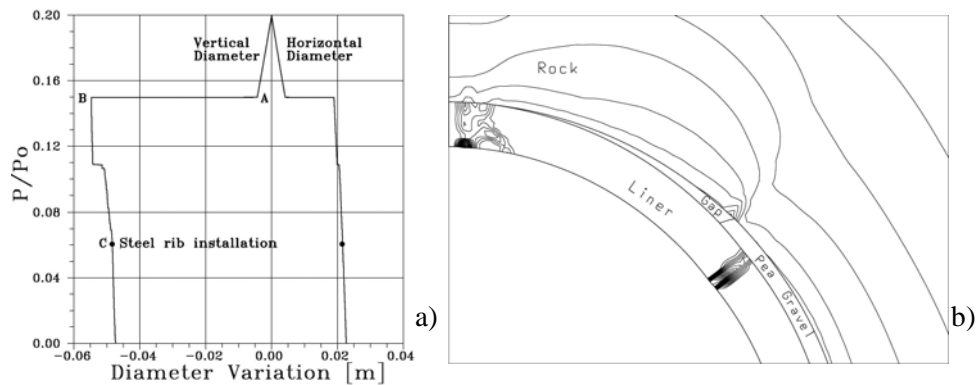 0.20
Vertical
Diameter
Horizontal
Diameter
0.16
B
A
0.12
P/Po
0.08
C
Steel rib installation
0.04
0.00
-0.06
-0.04
-0.02
0.00
0.02
0.04
Diameter Variation [m]
a)
Rock
Liner
Gap
Pea Gravel
b)